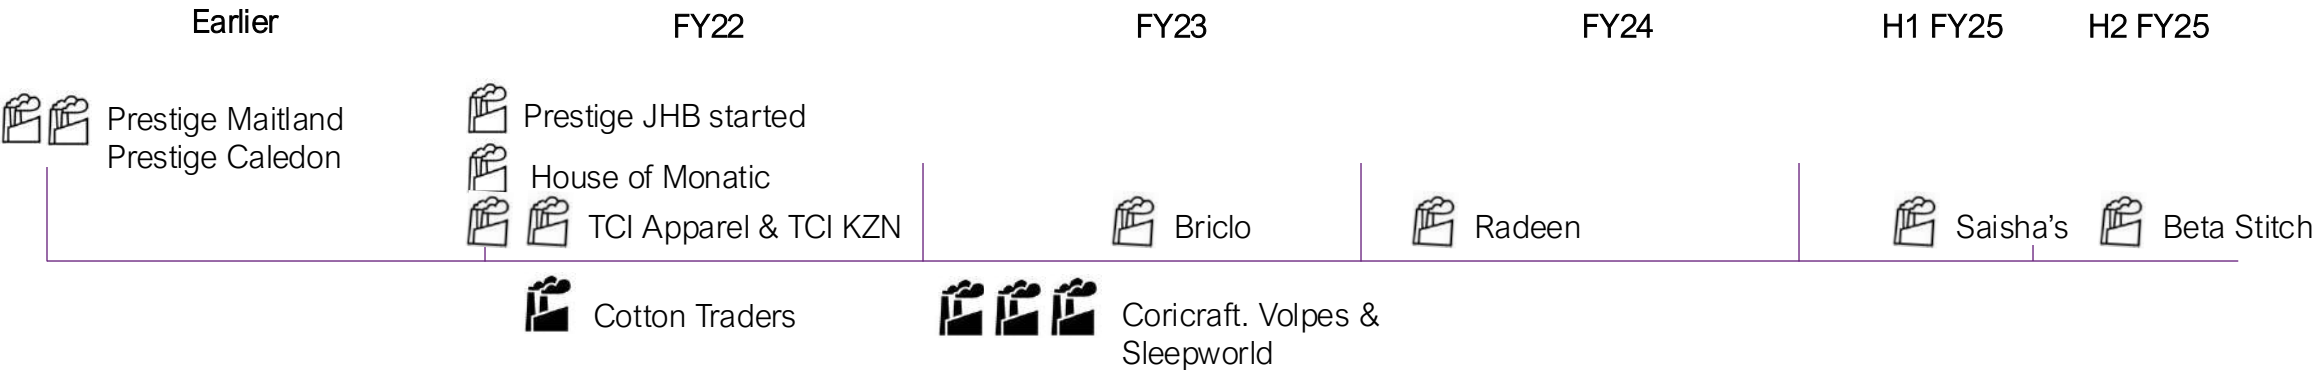 Earlier
FY22
FY23
FY24
H1 FY25
H2 FY25
Prestige Maitland
Prestige Caledon
Prestige JHB started
House of Monatic
TCI Apparel & TCI KZN
Briclo
Radeen
Saisha's
Beta Stitch
Cotton Traders
Coricraft. Volpes &
Sleepworld